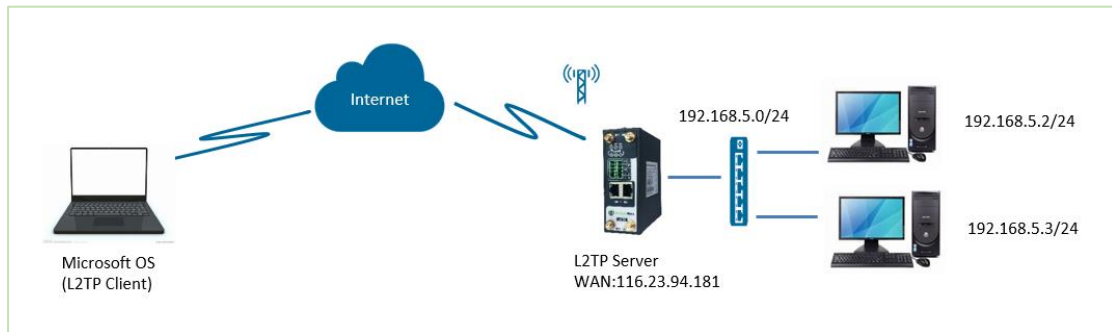 Internet
192.168.5.0/24
192.168.5.2/24
192.168.5.3/24
Microsoft OS
(L2TP Client)
L2TP Server
WAN:116.23.94.181